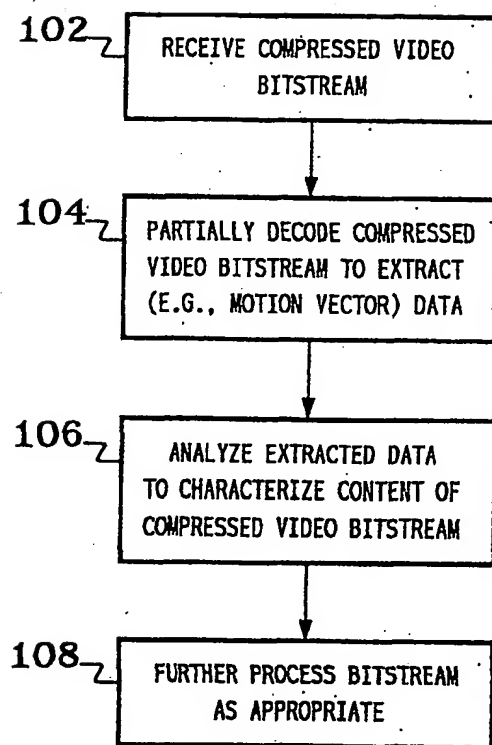 102
RECEIVE COMPRESSED VIDEO
BITSTREAM
104
PARTIALLY DECODE COMPRESSED
VIDEO BITSTREAM TO EXTRACT
(E.G., MOTION VECTOR) DATA
106
ANALYZE EXTRACTED DATA
TO CHARACTERIZE CONTENT OF
COMPRESSED VIDEO BITSTREAM
108
FURTHER PROCESS BITSTREAM
AS APPROPRIATE